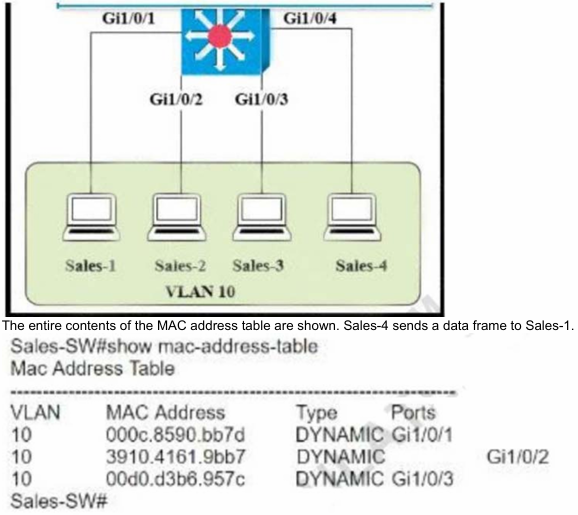 Gi1/0/1 Gi1/0/4
Gi1/0/2 Gi1/0/3
Sales-1 Sales-2 Sales-3 Sales-4
VLAN 10
The entire contents of the MAC address table are shown. Sales-4 sends a data frame to Sales-1.
Sales-SW#show mac-address-table
Mac Address Table
--------------------------------------------------------------
VLAN MAC Address Type Ports
10 000c.8590.bb7d DYNAMIC Gi1/0/1
10 3910.4161.9bb7 DYNAMIC Gi1/0/2
10 00d0.d3b6.957c DYNAMIC Gi1/0/3
Sales-SW#